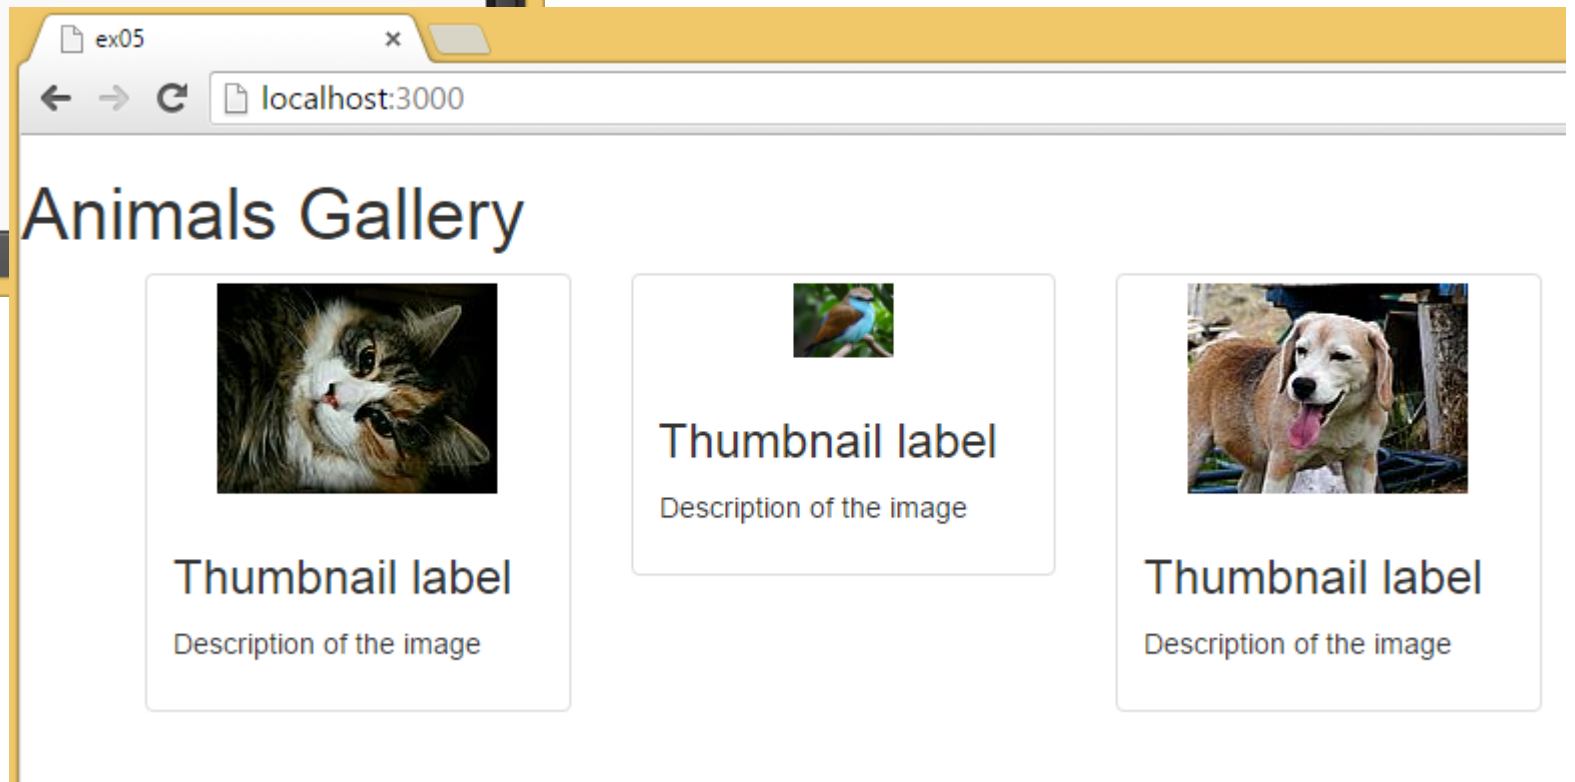 ex05
localhost:3000
Animals Gallery
Thumbnail label
Description of the image
Thumbnail label
Description of the image
Thumbnail label
Description of the image